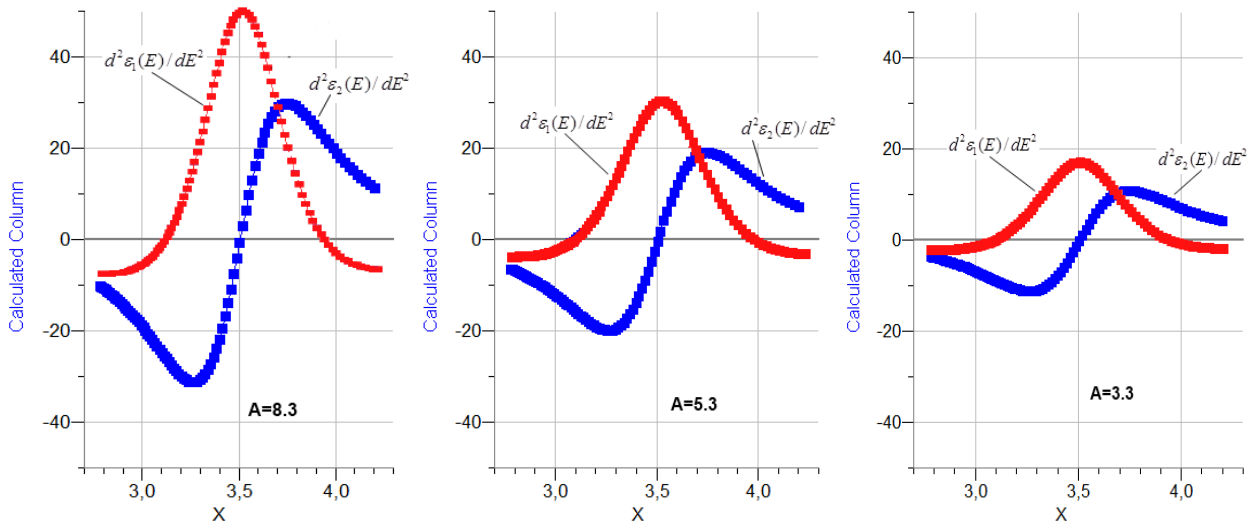 Calculated Column
40
20
0
-20
-40
d²ε₁(E)/dE²
d²ε₂(E)/dE²
A=8.3
3,0
3,5
4,0
X
Calculated Column
40
20
0
-20
-40
d²ε₁(E)/dE²
d²ε₂(E)/dE²
A=5.3
3,0
3,5
4,0
X
Calculated Column
40
20
0
-20
-40
d²ε₁(E)/dE²
d²ε₂(E)/dE²
A=3.3
3,0
3,5
4,0
X